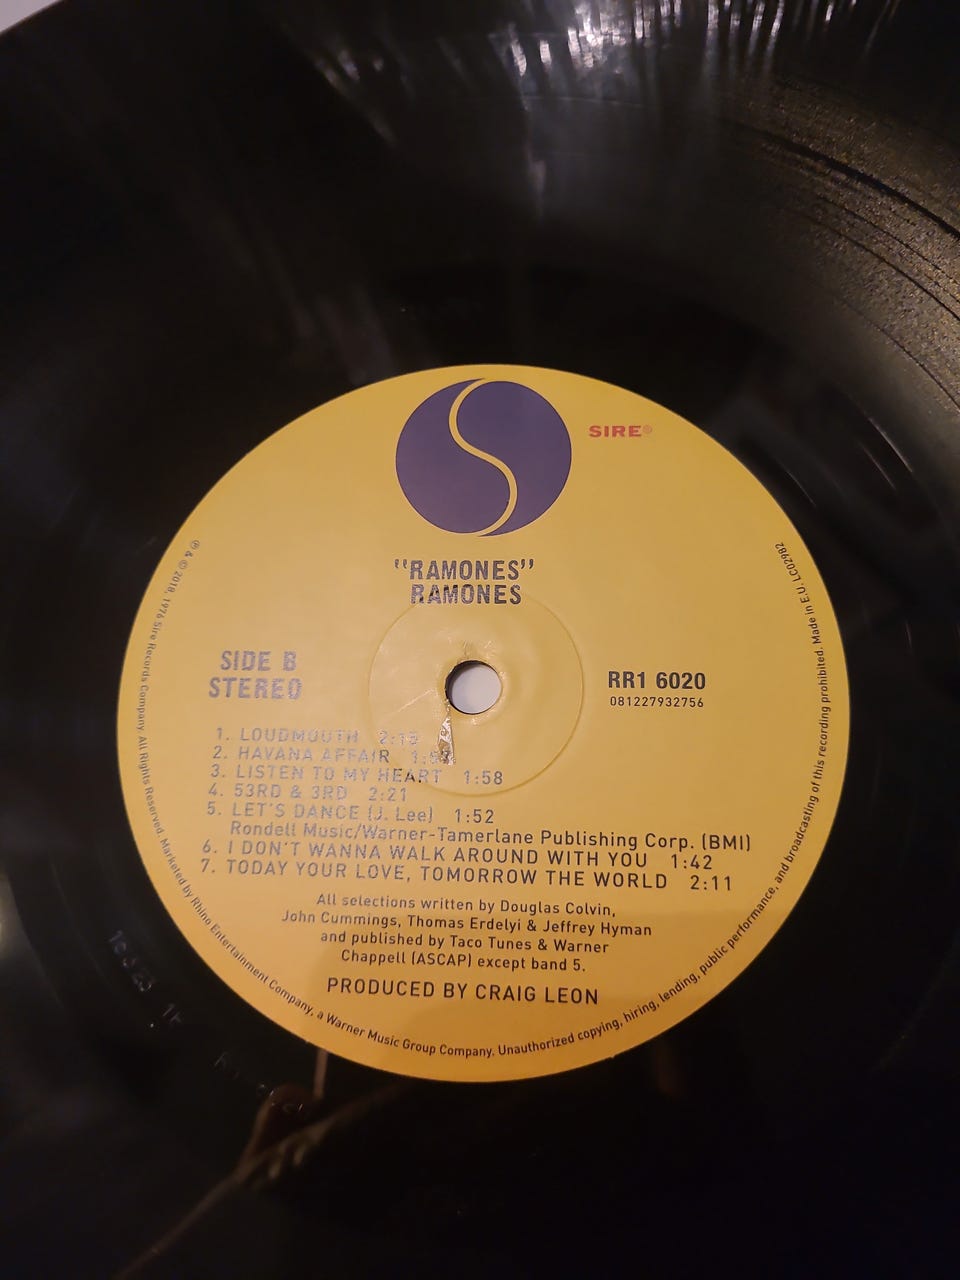 SIRE®
"RAMONES"
RAMONES
SIDE B
STEREO
RR1 6020
081227932756
1. LOUDMOUTH
2. HAVANA AFFAIR
3. LISTEN TO MY HEART 1:58
4. 53RD & 3RD 2:21
5. LET'S DANCE (J. Lee) 1:52
Rondell Music/Warner-Tamerlane Publishing Corp. (BMI)
6. I DON'T WANNA WALK AROUND WITH YOU 1:42
7. TODAY YOUR LOVE, TOMORROW THE WORLD 2:11
All selections written by Douglas Colvin,
John Cummings, Thomas Erdelyi & Jeffrey Hyman
and published by Taco Tunes & Warner
Chappell (ASCAP) except band 5.
PRODUCED BY CRAIG LEON
℗ & © 2018, 1976 Sire Records Company. All Rights Reserved. Marketed by Rhino Entertainment Company, a Warner Music Group Company. Unauthorized copying, hiring, lending, public performance, and broadcasting of this recording prohibited. Made in E.U. LC02982